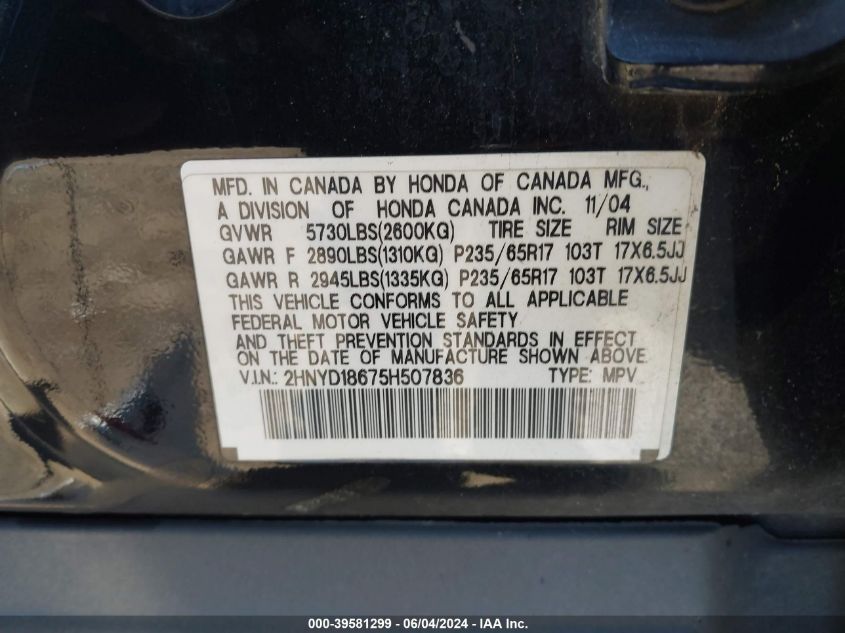 MFD. IN CANADA BY HONDA OF CANADA MFG.,
A DIVISION OF HONDA CANADA INC. 11/04
GVWR 5730LBS(2600KG) TIRE SIZE RIM SIZE
GAWR F 2890LBS(1310KG) P235/65R17 103T 17X6.5JJ
GAWR R 2945LBS(1335KG) P235/65R17 103T 17X6.5JJ
THIS VEHICLE CONFORMS TO ALL APPLICABLE
FEDERAL MOTOR VEHICLE SAFETY
AND THEFT PREVENTION STANDARDS IN EFFECT
ON THE DATE OF MANUFACTURE SHOWN ABOVE.
V.I.N.: 2HNYD18675H507836 TYPE: MPV
000-39581299 - 06/04/2024 - IAA Inc.